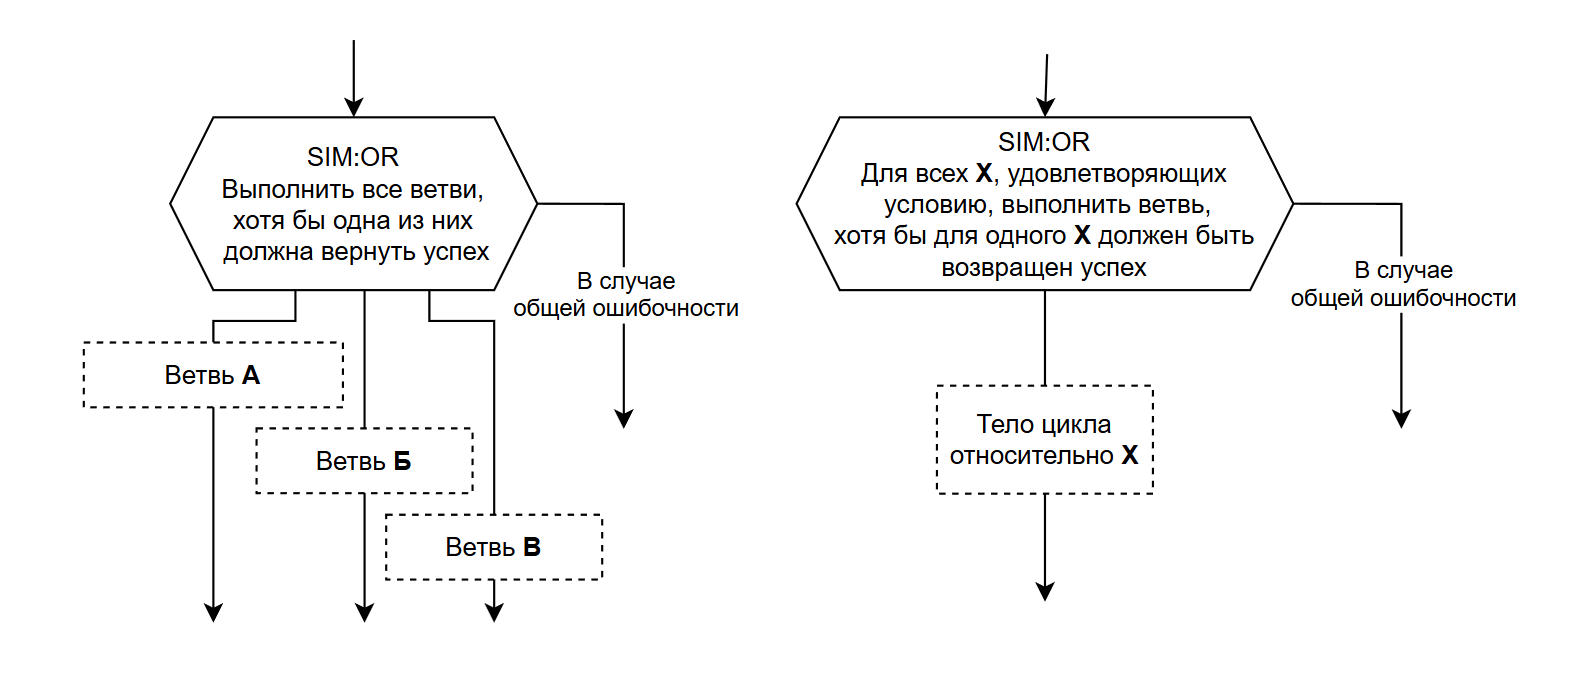 SIM:OR
Выполнить все ветви,
хотя бы одна из них
должна вернуть успех
В случае
общей ошибочности
Ветвь А
Ветвь Б
Ветвь В
SIM:OR
Для всех X, удовлетворяющих
условию, выполнить ветвь,
хотя бы для одного X должен быть
возвращен успех
В случае
общей ошибочности
Тело цикла
относительно X